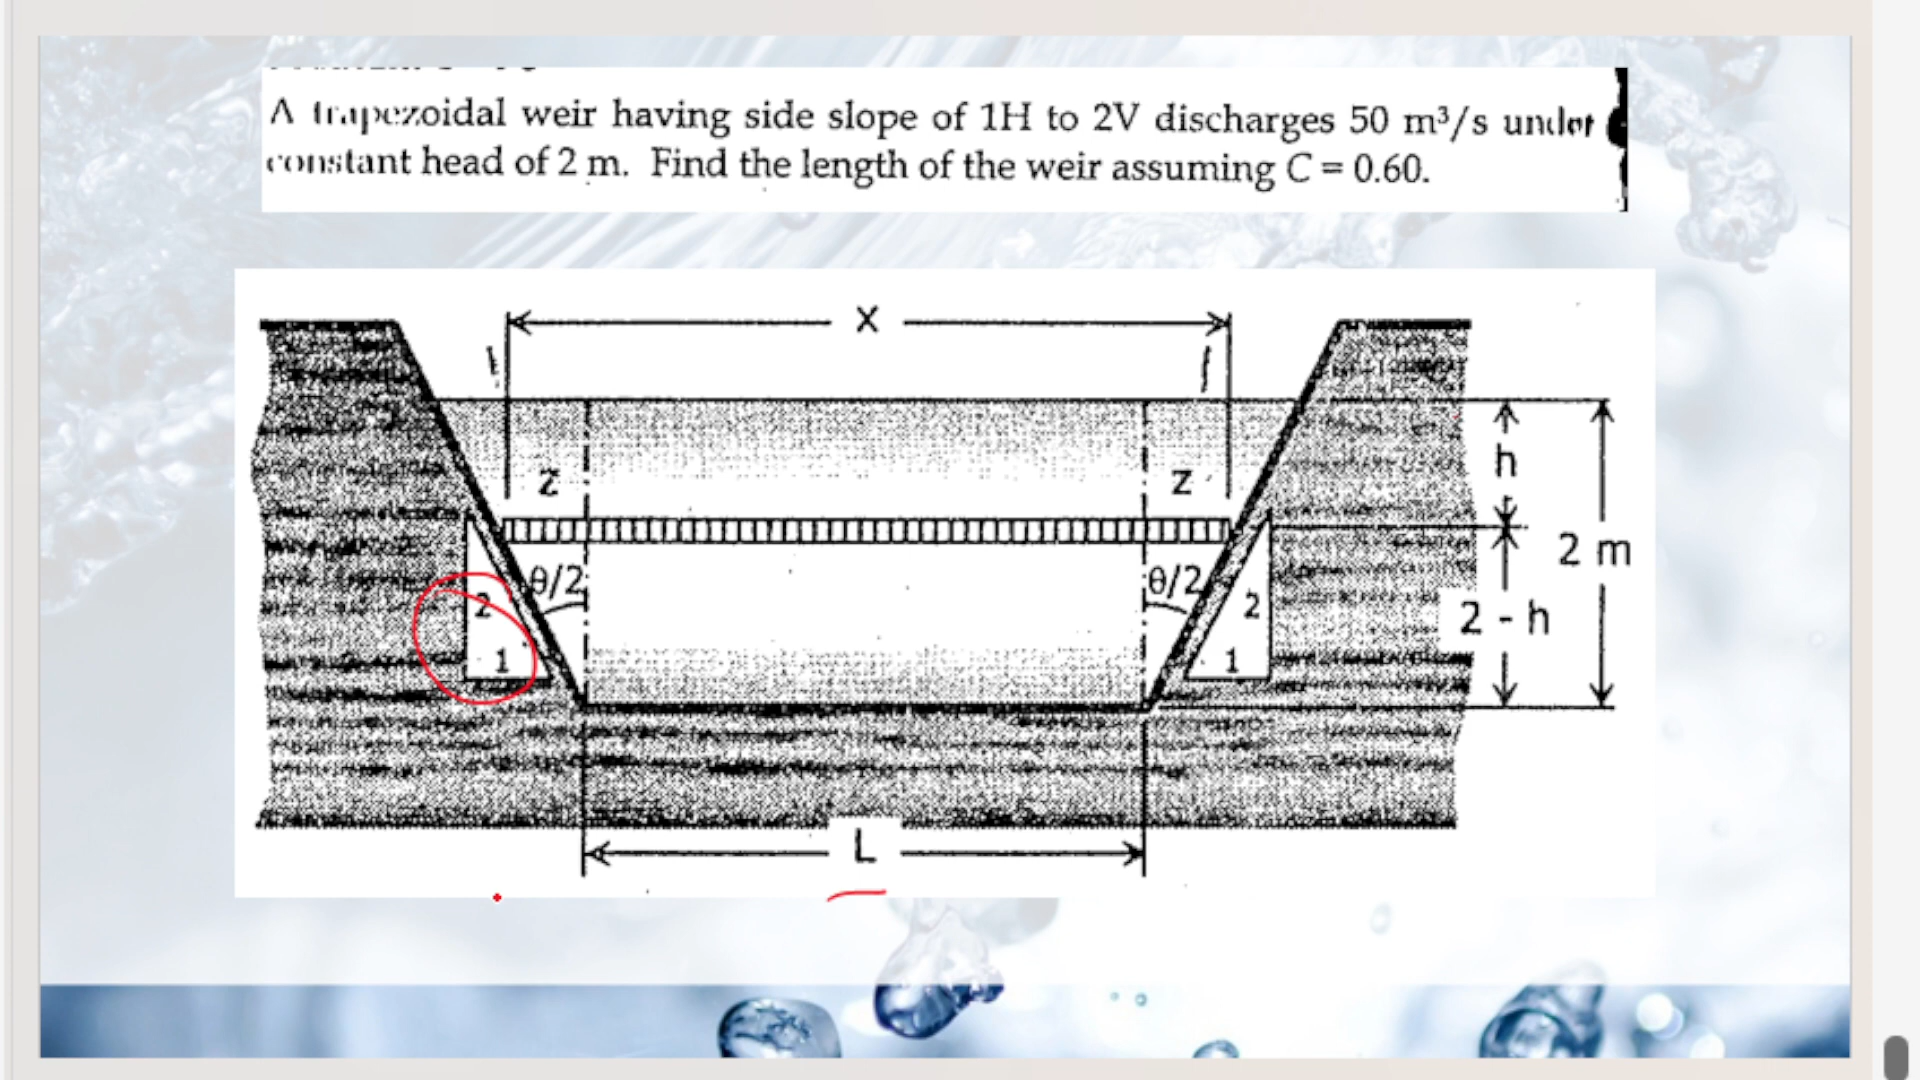 A trapezoidal weir having side slope of 1H to 2V discharges 50 m³/s under
constant head of 2 m. Find the length of the weir assuming C = 0.60.
x
h
z z
2 m
θ/2 θ/2
2 2
2 - h
1 1
L